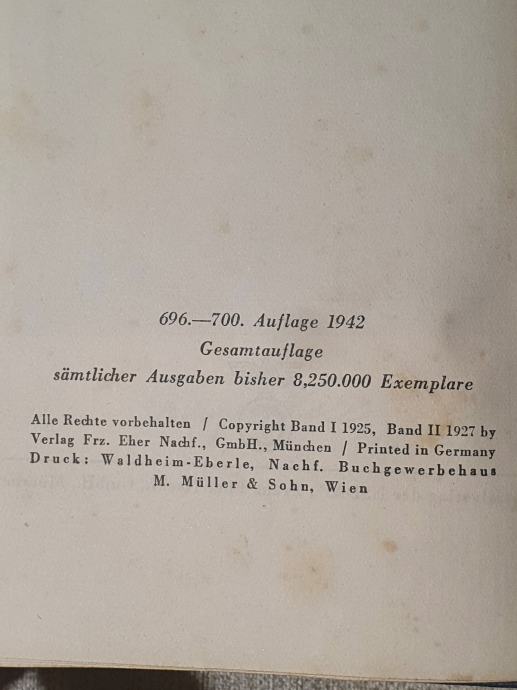 696.—700. Auflage 1942
Gesamtauflage
sämtlicher Ausgaben bisher 8,250.000 Exemplare
Alle Rechte vorbehalten / Copyright Band I 1925, Band II 1927 by
Verlag Frz. Eher Nachf., GmbH., München / Printed in Germany
Druck: Waldheim-Eberle, Nachf. Buchgewerbehaus
M. Müller & Sohn, Wien